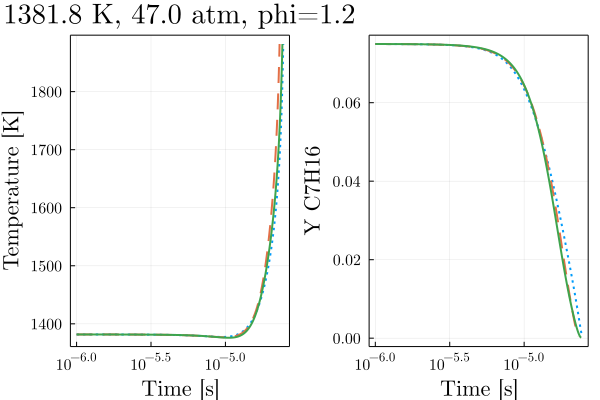 1381.8 K, 47.0 atm, phi=1.2
Temperature [K]
1800
1700
1600
1500
1400
10^−6.0 10^−5.5 10^−5.0
Time [s]
Y C7H16
0.06
0.04
0.02
0.00
10^−6.0 10^−5.5 10^−5.0
Time [s]